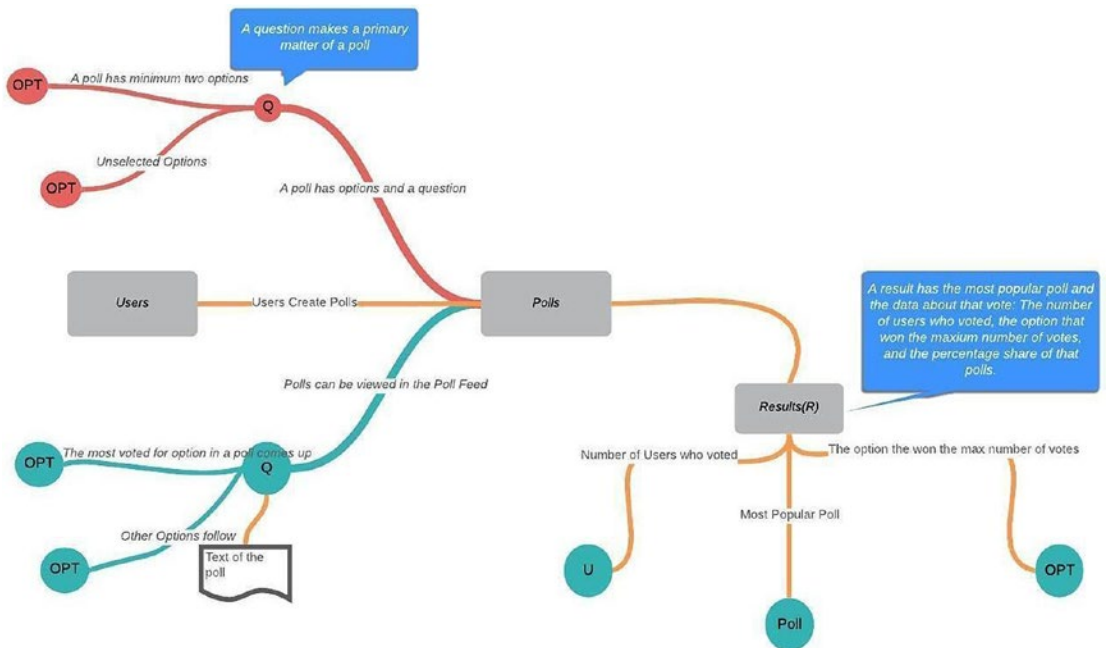 A question makes a primary
matter of a poll
OPT
A poll has minimum two options
Q
Unselected Options
OPT
A poll has options and a question
Users
Users Create Polls
Polls
A result has the most popular poll and
the data about that vote: The number
of users who voted, the option that
won the maxium number of votes,
and the percentage share of that
polls.
Polls can be viewed in the Poll Feed
Results(R)
OPT
The most voted for option in a poll comes up
Q
Number of Users who voted
The option the won the max number of votes
Most Popular Poll
Other Options follow
OPT
Text of the
poll
U
OPT
Poll